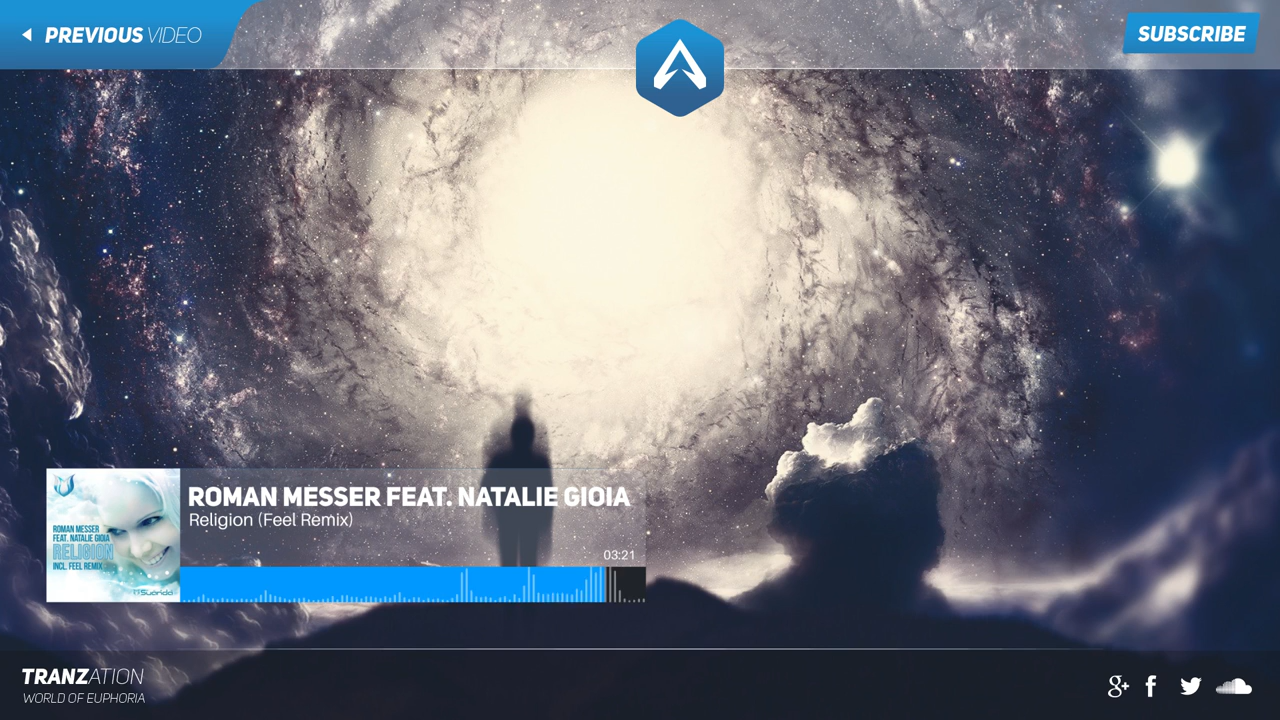 PREVIOUS VIDEO
SUBSCRIBE
ROMAN MESSER FEAT. NATALIE GIOIA
Religion (Feel Remix)
03:21
ROMAN MESSER
FEAT. NATALIE GIOIA
RELIGION
INCL. FEEL REMIX
Suanda
TRANZATION
WORLD OF EUPHORIA
g+